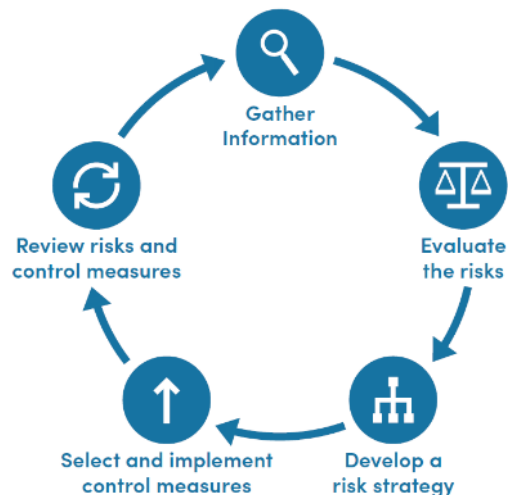 Gather
Information
Evaluate
the risks
Develop a
risk strategy
Select and implement
control measures
Review risks and
control measures